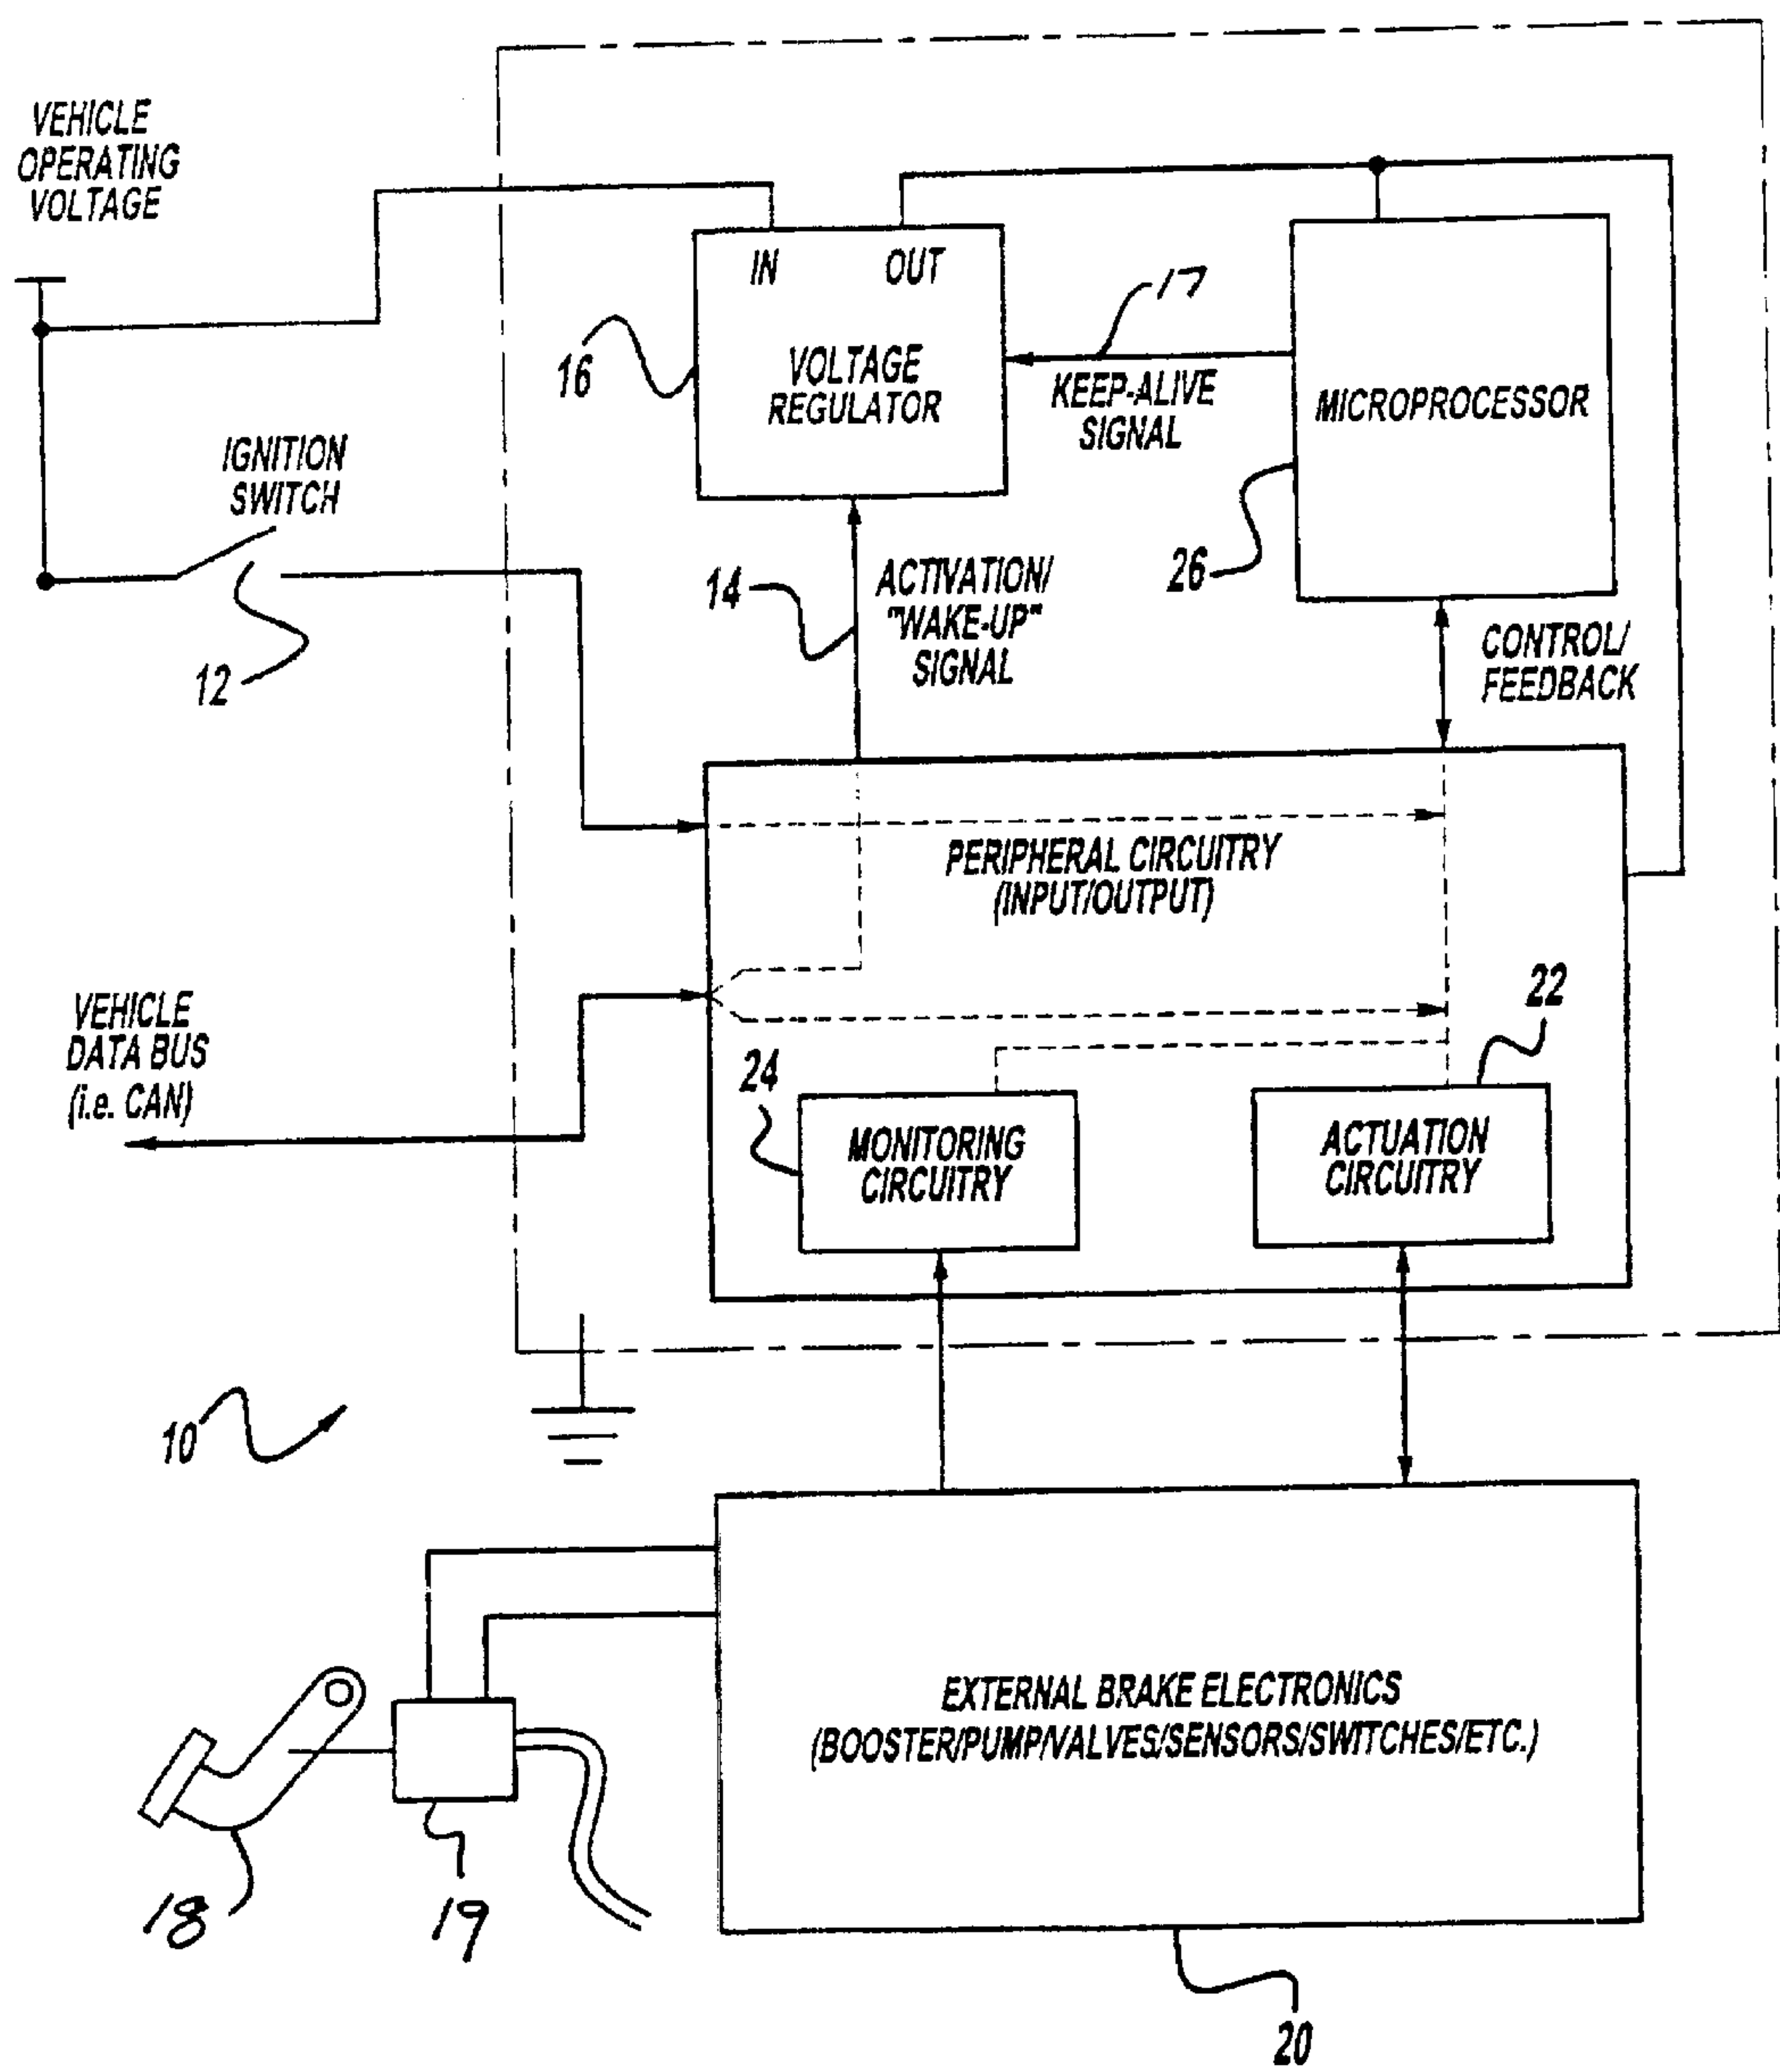 VEHICLE
OPERATING
VOLTAGE
IN
OUT
17
16
VOLTAGE
REGULATOR
KEEP-ALIVE
SIGNAL
MICROPROCESSOR
IGNITION
SWITCH
12
14
ACTIVATION/
"WAKE-UP"
SIGNAL
26
CONTROL/
FEEDBACK
PERIPHERAL CIRCUITRY
(INPUT/OUTPUT)
VEHICLE
DATA BUS
(i.e. CAN)
24
22
MONITORING
CIRCUITRY
ACTUATION
CIRCUITRY
10
EXTERNAL BRAKE ELECTRONICS
(BOOSTER/PUMP/VALVES/SENSORS/SWITCHES/ETC.)
18
19
20